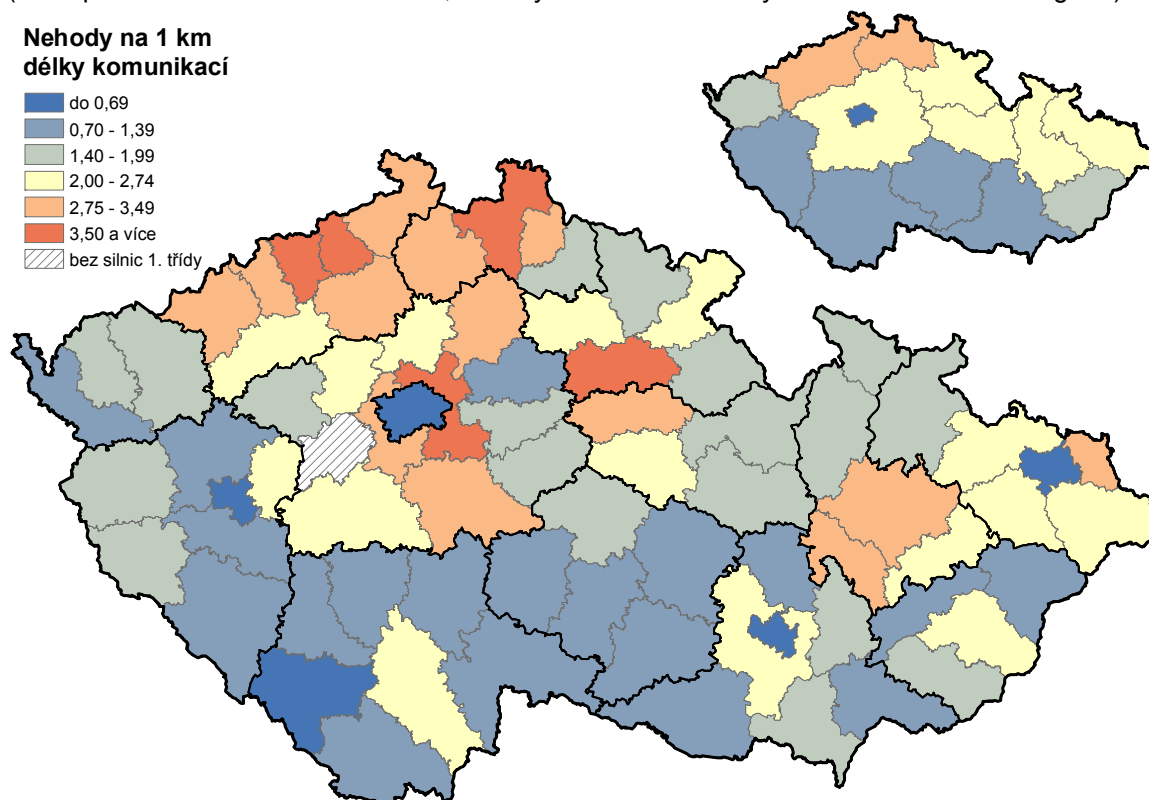 Nehody na 1 km
délky komunikací
do 0,69
0,70 - 1,39
1,40 - 1,99
2,00 - 2,74
2,75 - 3,49
3,50 a více
bez silnic 1. třídy